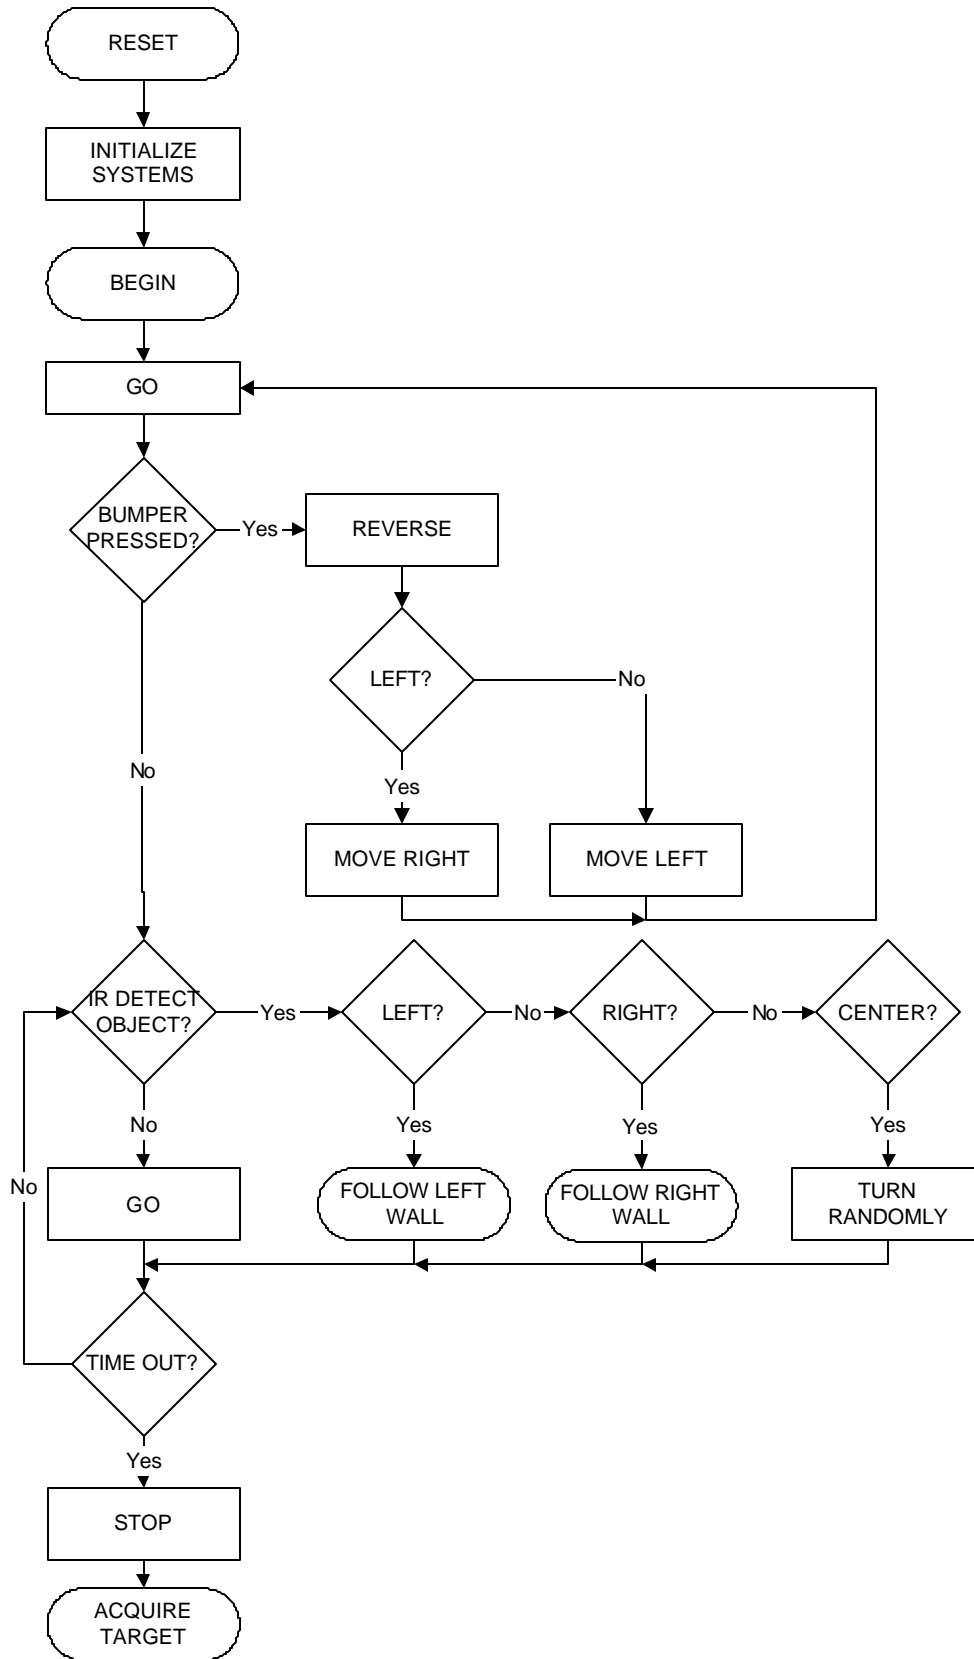 RESET
INITIALIZE
SYSTEMS
BEGIN
GO
BUMPER
PRESSED?
Yes
REVERSE
LEFT?
No
Yes
No
MOVE RIGHT
MOVE LEFT
IR DETECT
OBJECT?
Yes
LEFT?
No
RIGHT?
No
CENTER?
No
Yes
Yes
Yes
No
GO
FOLLOW LEFT
WALL
FOLLOW RIGHT
WALL
TURN
RANDOMLY
TIME OUT?
Yes
STOP
ACQUIRE
TARGET